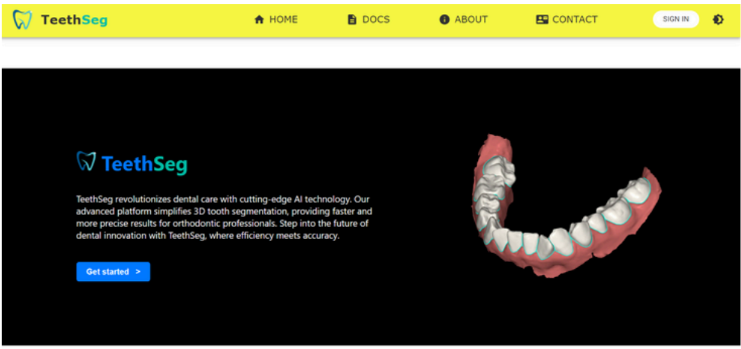 TeethSeg HOME DOCS ABOUT CONTACT SIGN IN
TeethSeg
TeethSeg revolutionizes dental care with cutting-edge AI technology. Our
advanced platform simplifies 3D tooth segmentation, providing faster and
more precise results for orthodontic professionals. Step into the future of
dental innovation with TeethSeg, where efficiency meets accuracy.
Get started >